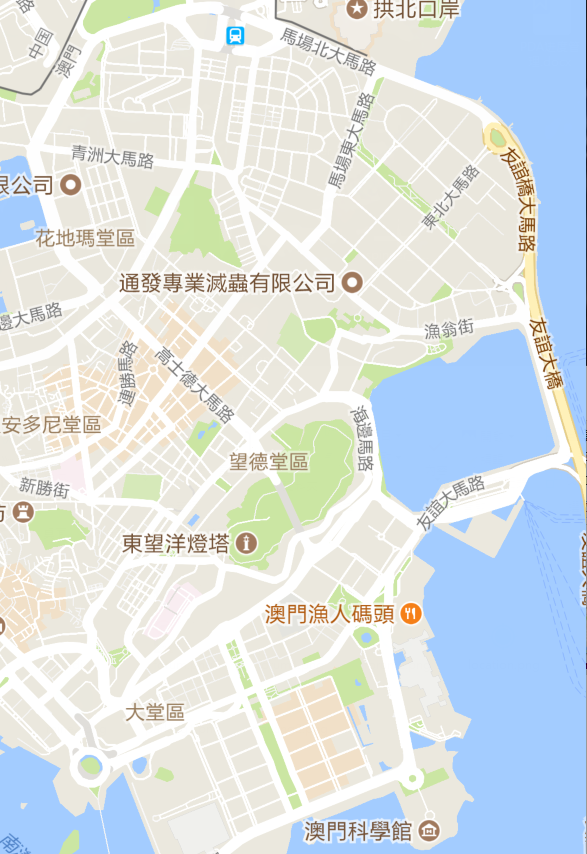 拱北口岸
中国
澳門
馬場北大馬路
青洲大馬路
馬場東大馬路
友誼橋大馬路
東北大馬路
限公司
花地瑪堂區
通發專業滅蟲有限公司
邊大馬路
漁翁街
友誼大橋
連勝馬路
高士德大馬路
安多尼堂區
海邊馬路
望德堂區
新勝街
友誼大馬路
東望洋燈塔
澳門漁人碼頭
大堂區
澳門科學館